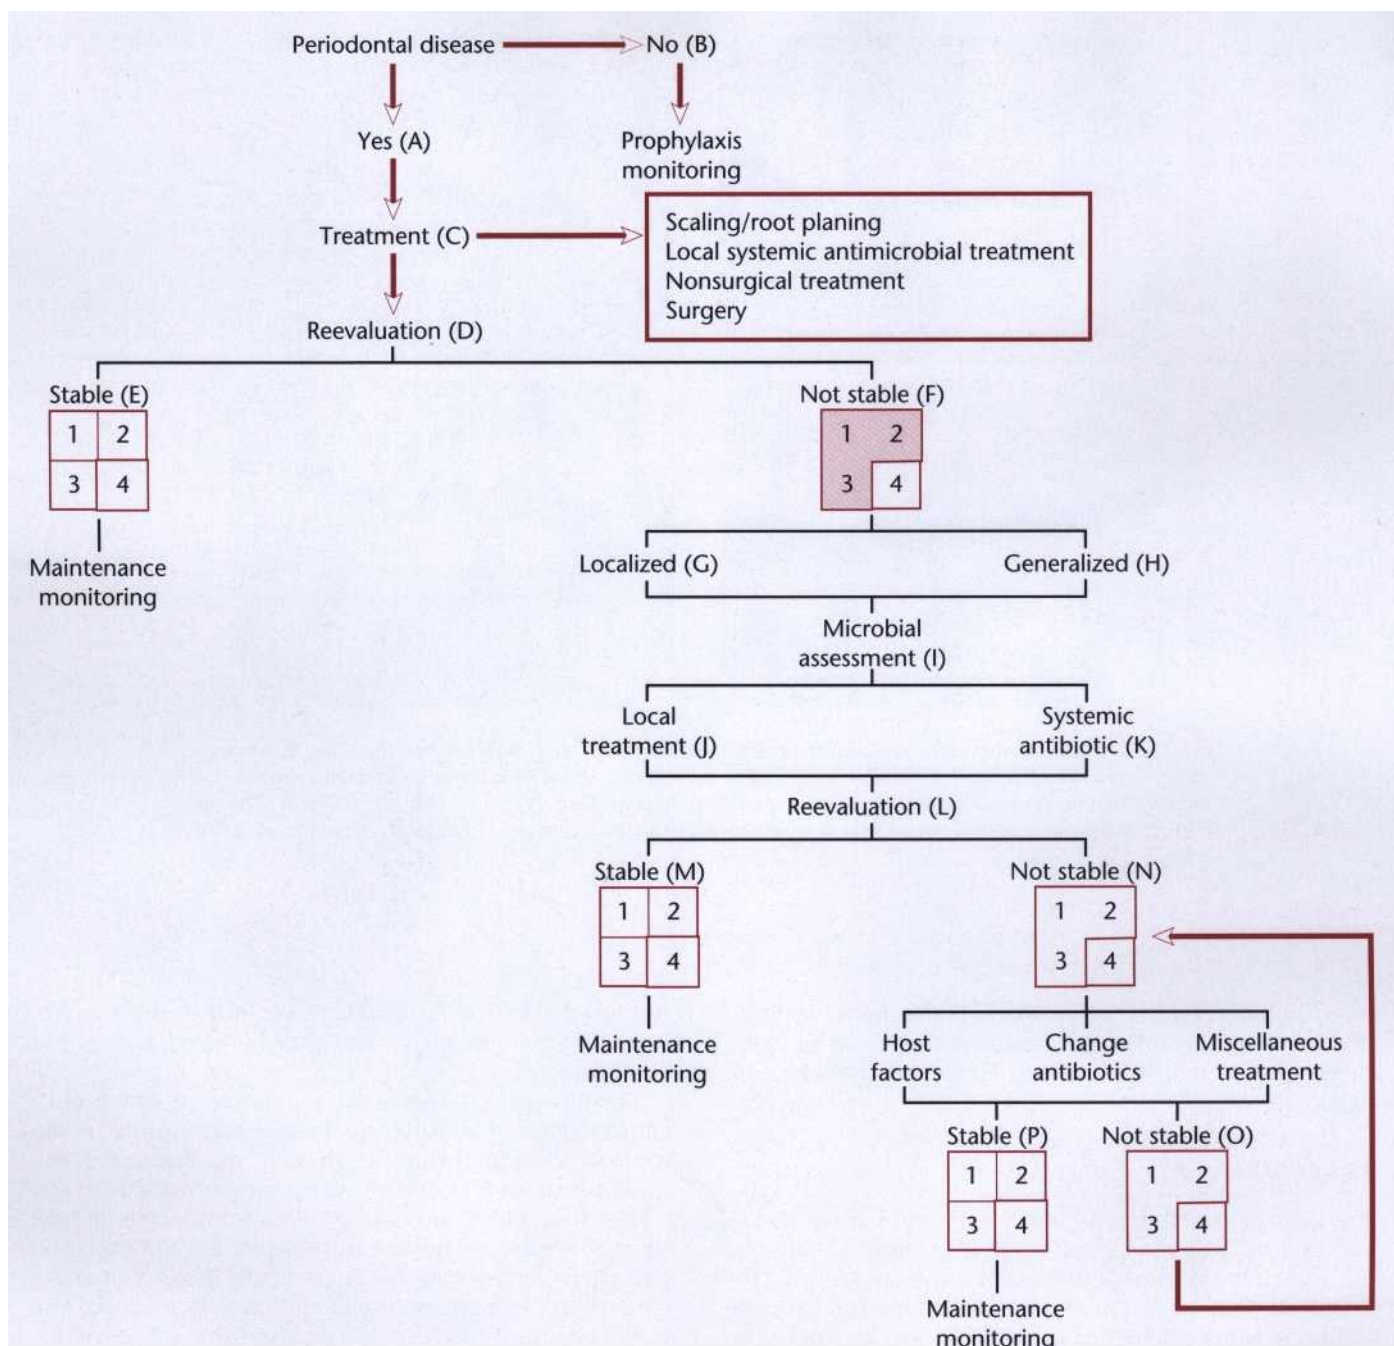 Periodontal disease
No (B)
Yes (A)
Prophylaxis
monitoring
Treatment (C)
Scaling/root planing
Local systemic antimicrobial treatment
Nonsurgical treatment
Surgery
Reevaluation (D)
Stable (E)
1 2
3 4
Maintenance
monitoring
Not stable (F)
1 2
3 4
Localized (G)
Generalized (H)
Microbial
assessment (I)
Local
treatment (J)
Systemic
antibiotic (K)
Reevaluation (L)
Stable (M)
1 2
3 4
Maintenance
monitoring
Not stable (N)
1 2
3 4
Host
factors
Change
antibiotics
Miscellaneous
treatment
Stable (P)
1 2
3 4
Maintenance
monitoring
Not stable (O)
1 2
3 4